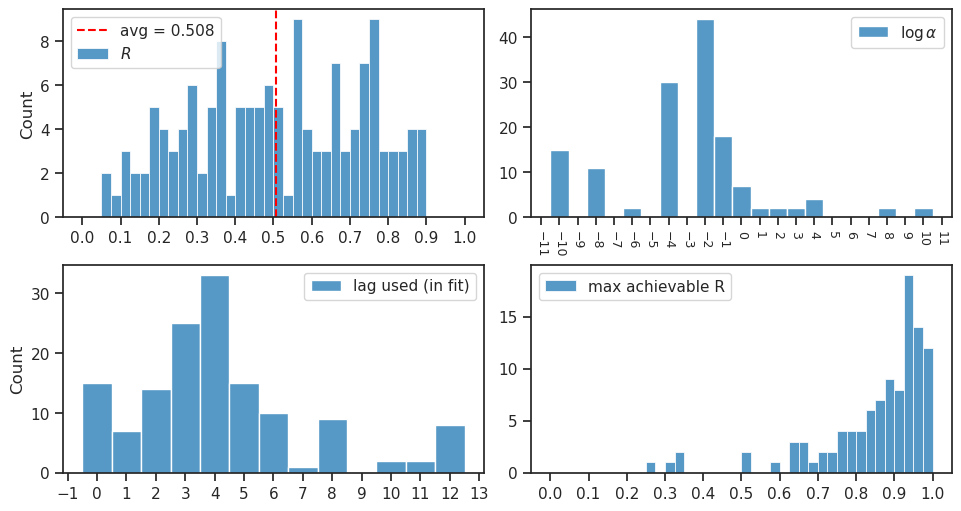 avg = 0.508
R
Count
0
2
4
6
8
0.0 0.1 0.2 0.3 0.4 0.5 0.6 0.7 0.8 0.9 1.0
log α
0
10
20
30
40
−11 −10 −9 −8 −7 −6 −5 −4 −3 −2 −1 0 1 2 3 4 5 6 7 8 9 10 11
lag used (in fit)
Count
0
10
20
30
−1 0 1 2 3 4 5 6 7 8 9 10 11 12 13
max achievable R
0
5
10
15
0.0 0.1 0.2 0.3 0.4 0.5 0.6 0.7 0.8 0.9 1.0